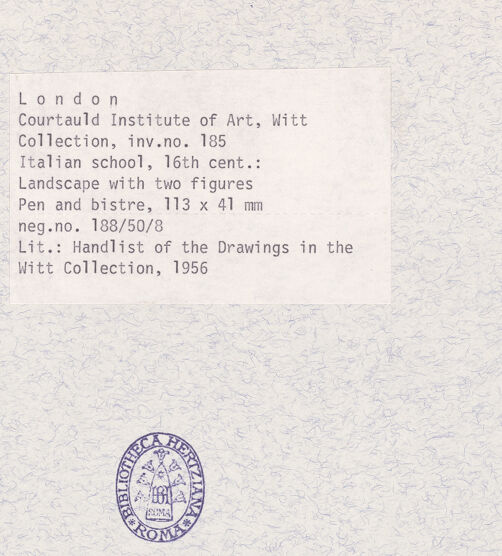 L o n d o n
Courtauld Institute of Art, Witt
Collection, inv.no. 185
Italian school, 16th cent.:
Landscape with two figures
Pen and bistre, 113 x 41 mm
neg.no. 188/50/8
Lit.: Handlist of the Drawings in the
Witt Collection, 1956
BIBLIOTHECA HERTZIANA
ROMA
ROMA